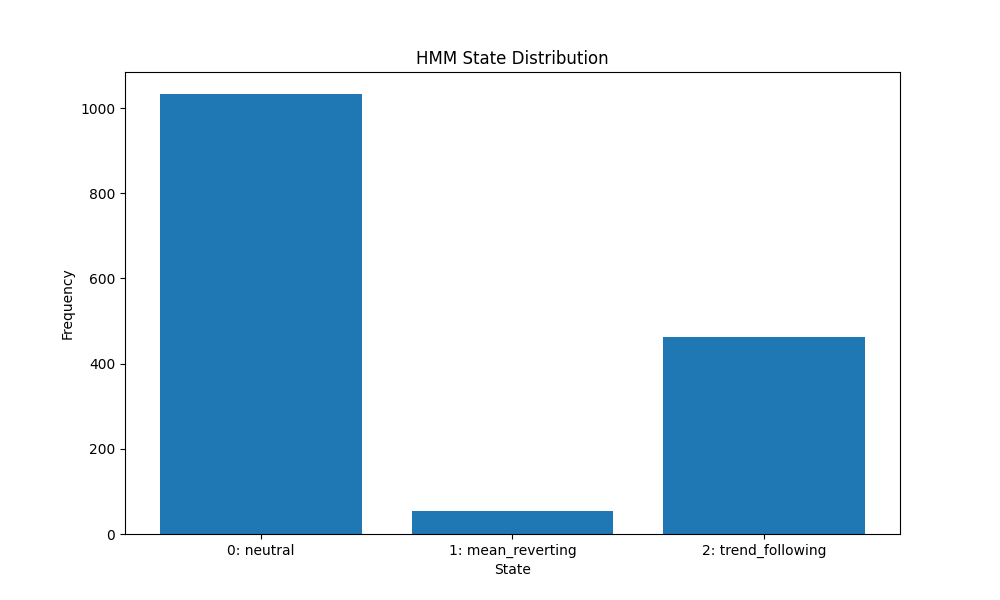 HMM State Distribution
1000
800
600
400
200
0
Frequency
0: neutral
1: mean_reverting
2: trend_following
State